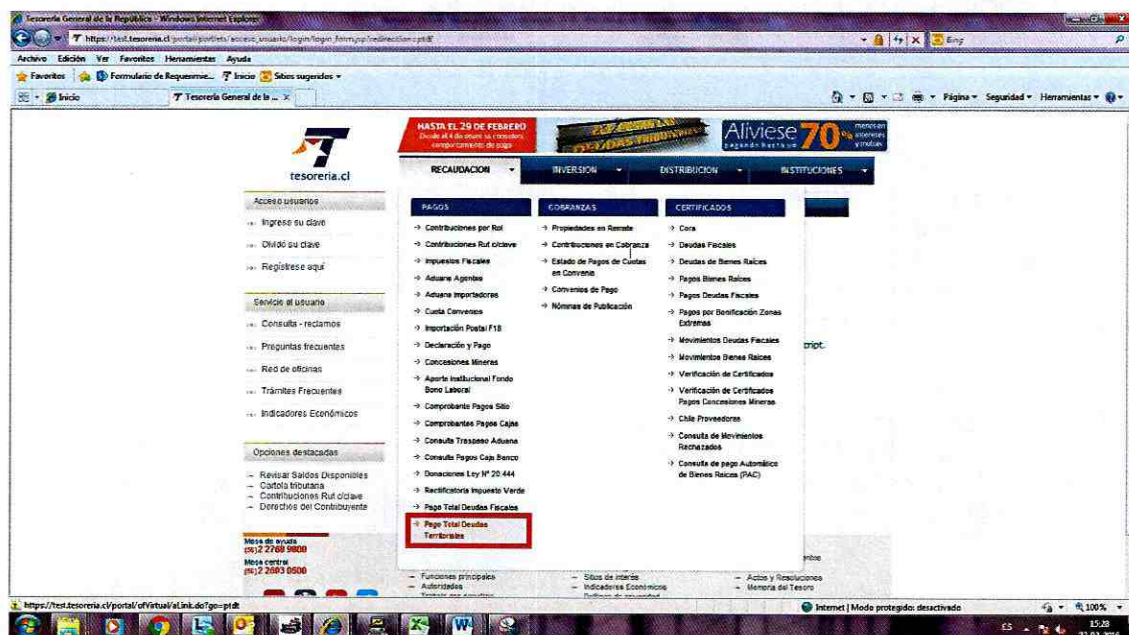 Tesorería General de la República - Windows Internet Explorer
https://test.tesoreria.cl/portal/portlets/acceso_usuario/login/login_form.jsp?redirection=ptdt
Bing
Archivo Edición Ver Favoritos Herramientas Ayuda
Favoritos Formulario de Requerimie... Inicio Sitios sugeridos
Inicio Tesorería General de la ... X Página Seguridad Herramientas
tesoreria.cl
HASTA EL 29 DE FEBRERO
Alíviese 70%
pagando hasta un
menos en
intereses
y multas
RECAUDACION INVERSION DISTRIBUCION INSTITUCIONES
Acceso usuarios
Ingrese su clave
Olvidó su clave
Regístrese aquí
Servicio al usuario
Consulta - reclamos
Preguntas frecuentes
Red de oficinas
Trámites Frecuentes
Indicadores Económicos
Opciones destacadas
Revisar Saldos Disponibles
Cartola tributaria
Contribuciones Rut c/clave
Derechos del Contribuyente
Mesa de ayuda
(56)2 2768 9800
Mesa central
(56)2 2693 0500
PAGOS
Contribuciones por Rol
Contribuciones Rut c/clave
Impuestos Fiscales
Aduana Agentes
Aduana Importadores
Cuota Convenios
Importación Postal F18
Declaración y Pago
Concesiones Mineras
Aporte Institucional Fondo
Bono Laboral
Comprobante Pagos Sitio
Comprobantes Pagos Cajas
Consulta Traspaso Aduana
Consulta Pagos Caja Banco
Donaciones Ley Nº 20.444
Rectificatoria Impuesto Verde
Pago Total Deudas Fiscales
Pago Total Deudas
Territoriales
COBRANZAS
Propiedades en Remate
Contribuciones en Cobranza
Estado de Pagos de Cuotas
en Convenio
Convenios de Pago
Nóminas de Publicación
CERTIFICADOS
Cora
Deudas Fiscales
Deudas de Bienes Raíces
Pagos Bienes Raíces
Pagos Deudas Fiscales
Pagos por Bonificación Zonas
Extremas
Movimientos Deudas Fiscales
Movimientos Bienes Raíces
Verificación de Certificados
Verificación de Certificados
Pagos Concesiones Mineras
Chile Proveedores
Consulta de Movimientos
Rechazados
Consulta de pago Automático
de Bienes Raíces (PAC)
cript.
Funciones principales
Autoridades
Sitios de interés
Indicadores Económicos
Actos y Resoluciones
Memoria del Tesoro
https://test.tesoreria.cl/portal/ofVirtual/aLink.do?go=ptdt
Internet | Modo protegido: desactivado 100%
ES 15:28